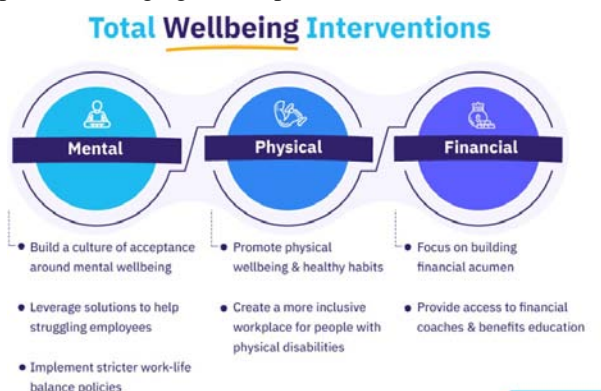 Total Wellbeing Interventions
Mental
Physical
Financial
• Build a culture of acceptance
around mental wellbeing
• Leverage solutions to help
struggling employees
• Implement stricter work-life
balance policies
• Promote physical
wellbeing & healthy habits
• Create a more inclusive
workplace for people with
physical disabilities
• Focus on building
financial acumen
• Provide access to financial
coaches & benefits education